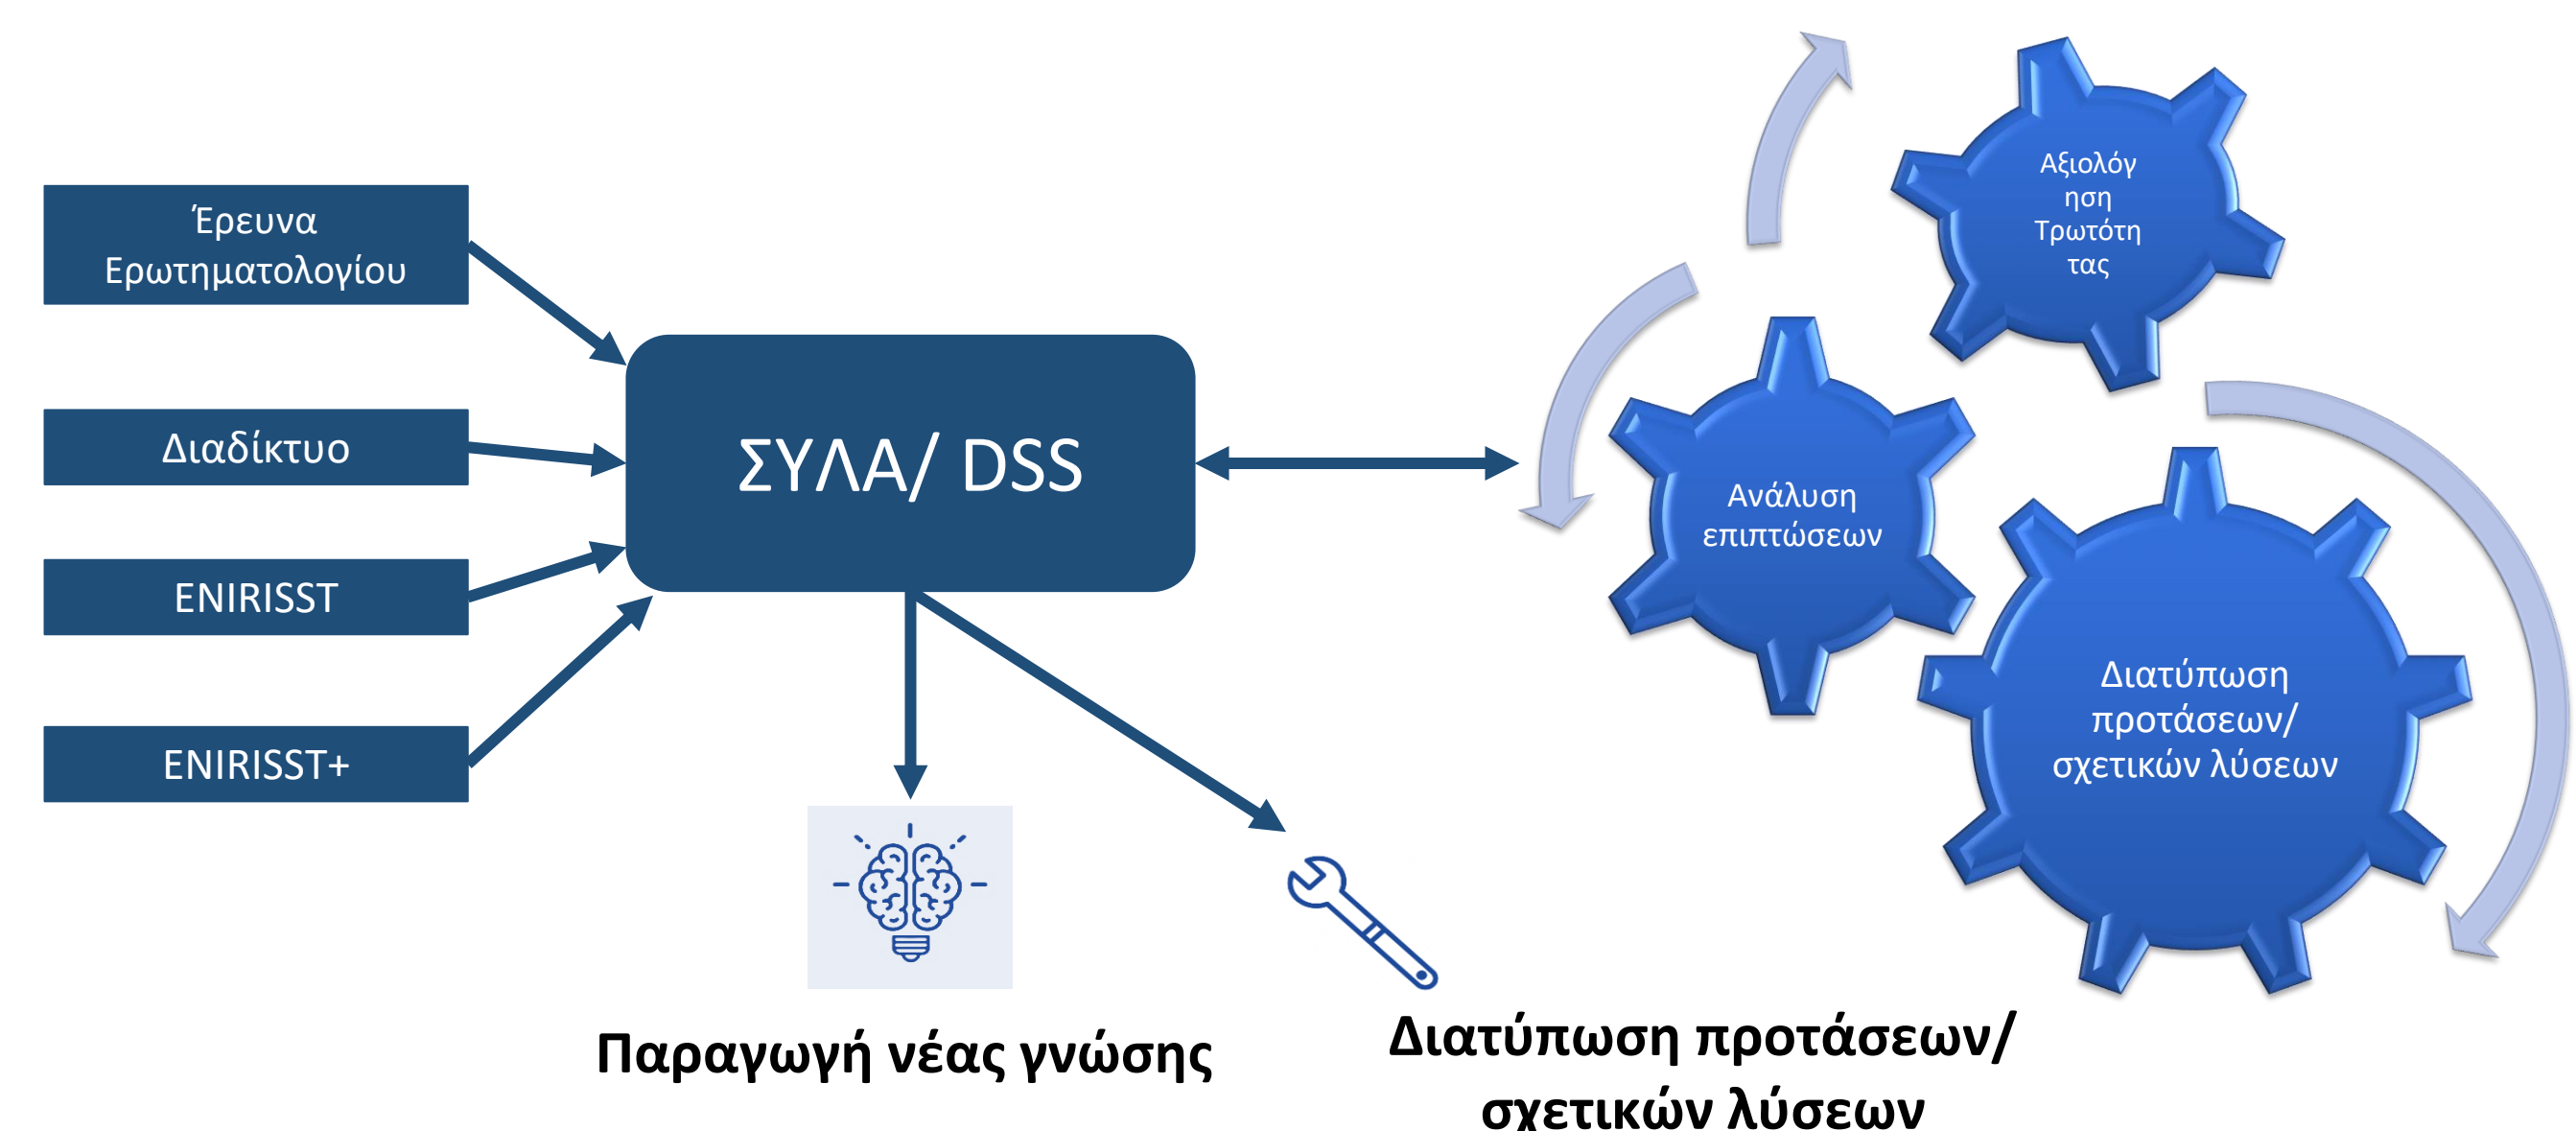 Έρευνα
Ερωτηματολογίου
Διαδίκτυο
ENIRISST
ENIRISST+
ΣΥΛΑ/ DSS
Αξιολόγ
ηση
Τρωτότη
τας
Ανάλυση
επιπτώσεων
Διατύπωση
προτάσεων/
σχετικών λύσεων
Παραγωγή νέας γνώσης
Διατύπωση προτάσεων/
σχετικών λύσεων